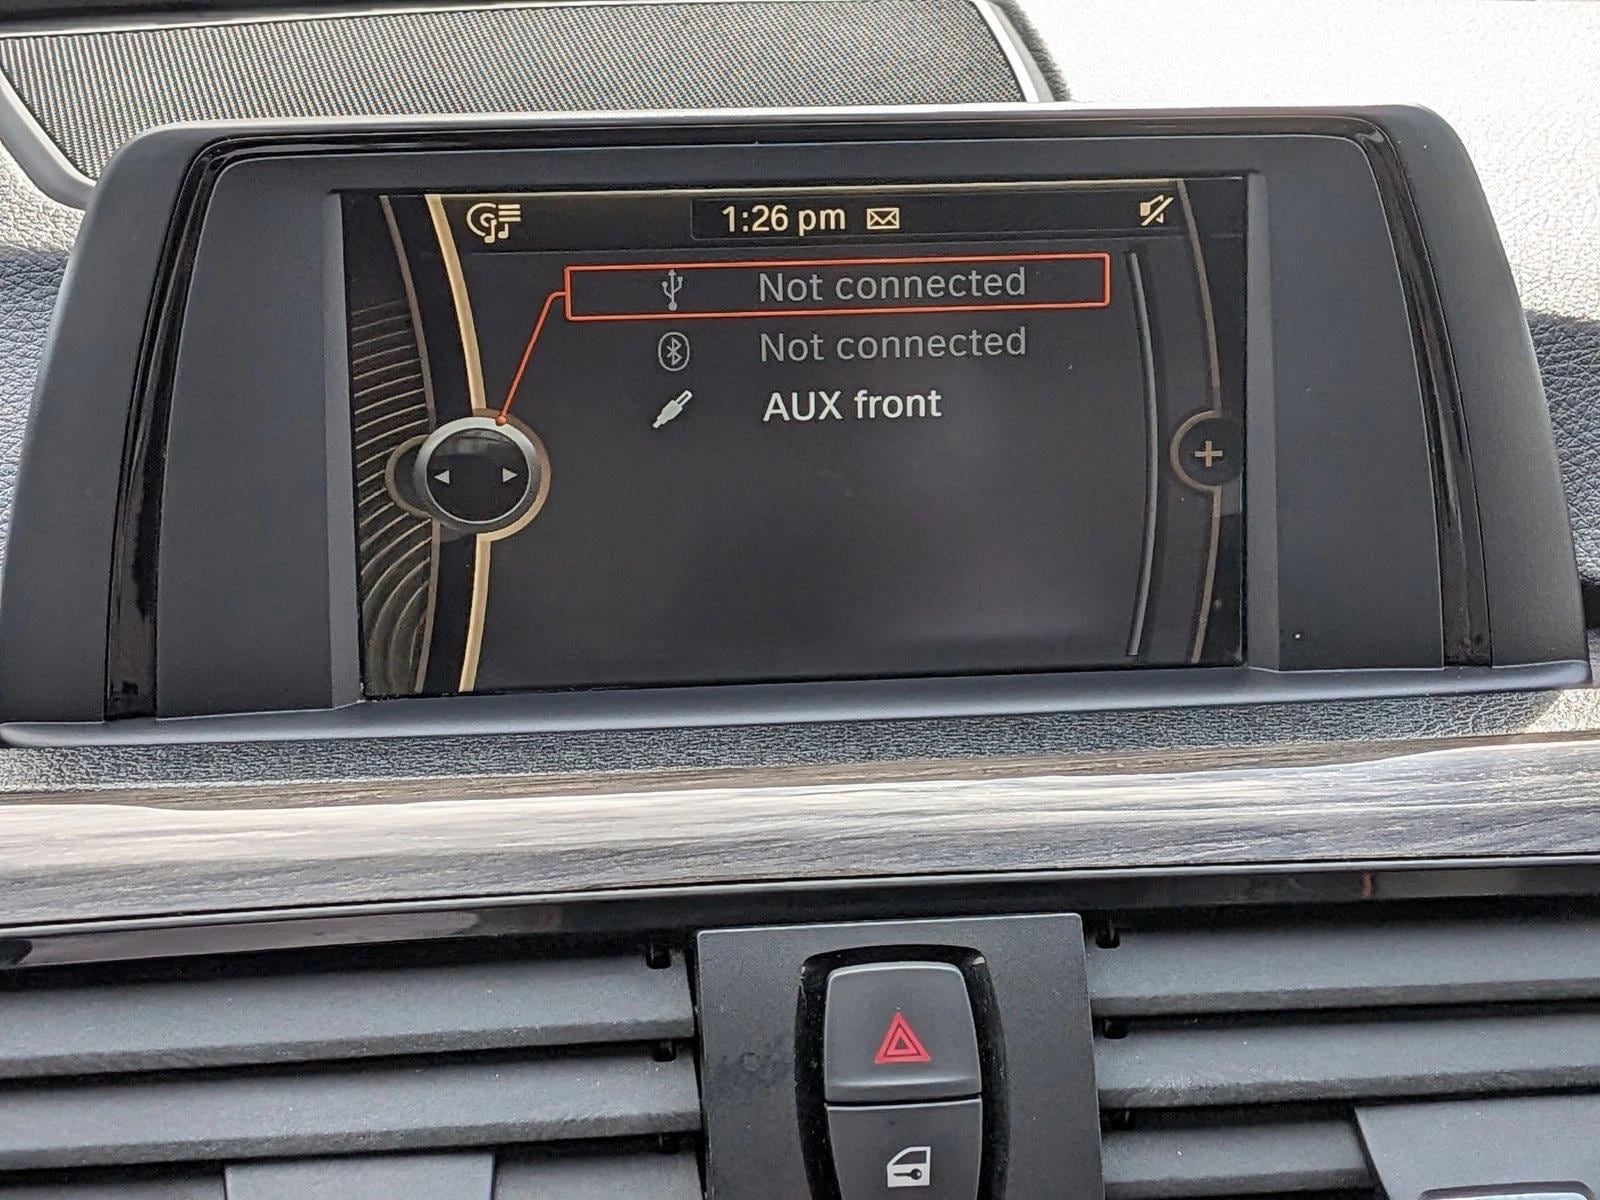 1:26 pm
Not connected
Not connected
AUX front